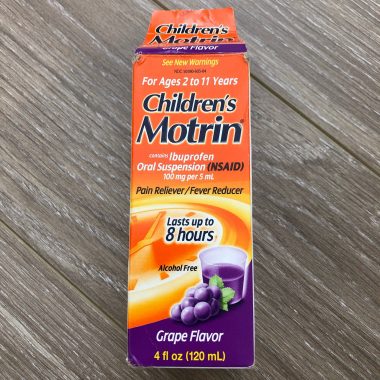 Grape Flavor
Children's
Motrin
Grape Flavor
See New Warnings
For Ages 2 to 11 Years
Children's
Motrin®
contains Ibuprofen
Oral Suspension (NSAID)
100 mg per 5 mL
Pain Reliever/Fever Reducer
Lasts up to
8 hours
Alcohol Free
Grape Flavor
4 fl oz (120 mL)